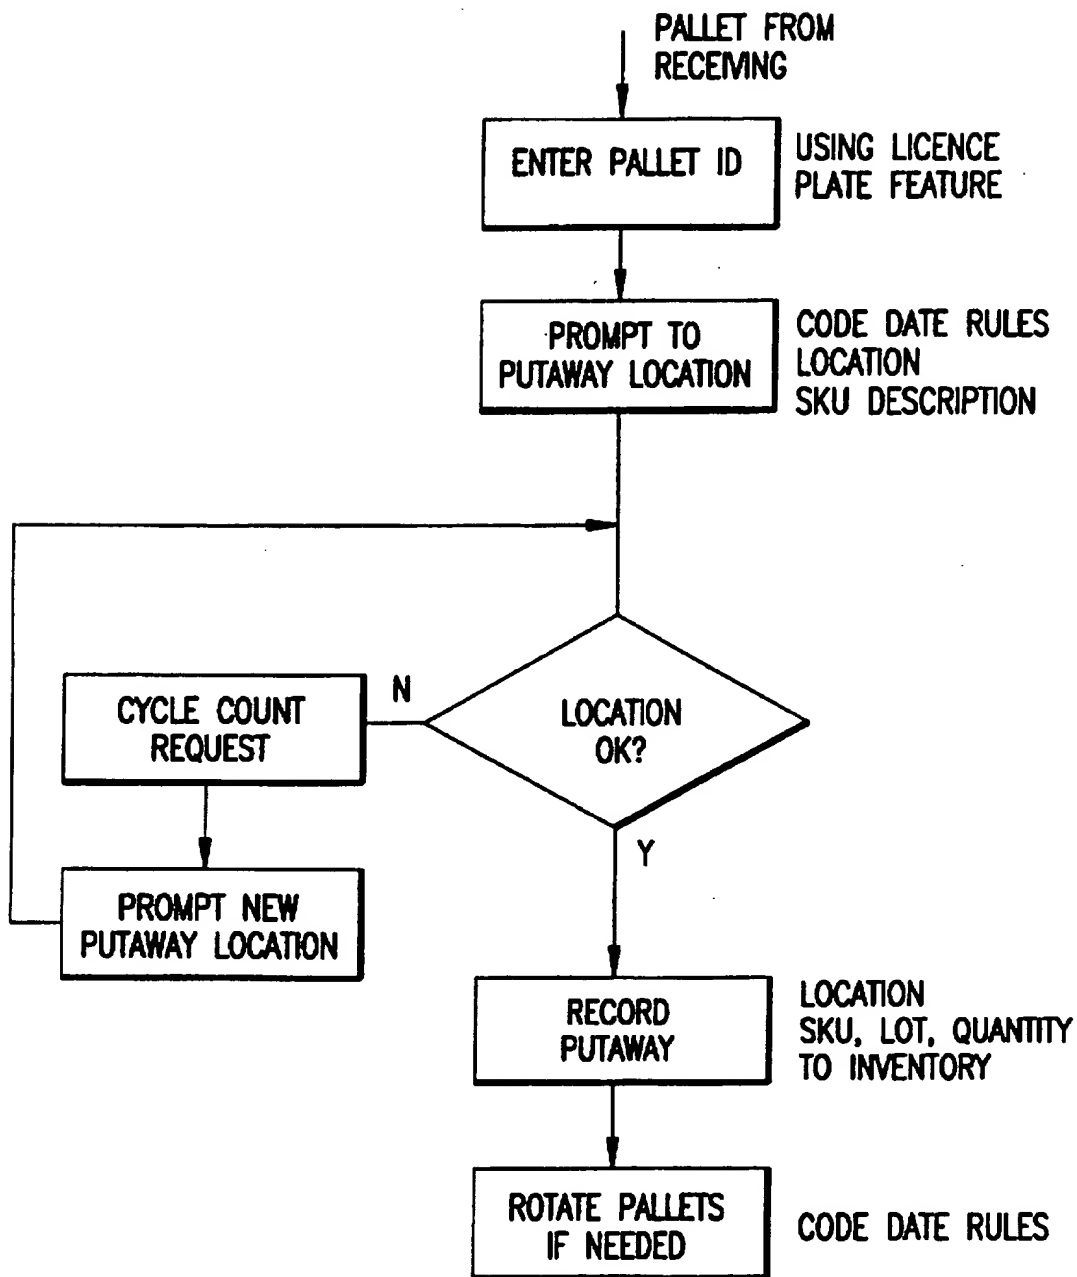 PALLET FROM
RECEIVING
ENTER PALLET ID
USING LICENCE
PLATE FEATURE
PROMPT TO
PUTAWAY LOCATION
CODE DATE RULES
LOCATION
SKU DESCRIPTION
LOCATION
OK?
N
CYCLE COUNT
REQUEST
PROMPT NEW
PUTAWAY LOCATION
Y
RECORD
PUTAWAY
LOCATION
SKU, LOT, QUANTITY
TO INVENTORY
ROTATE PALLETS
IF NEEDED
CODE DATE RULES